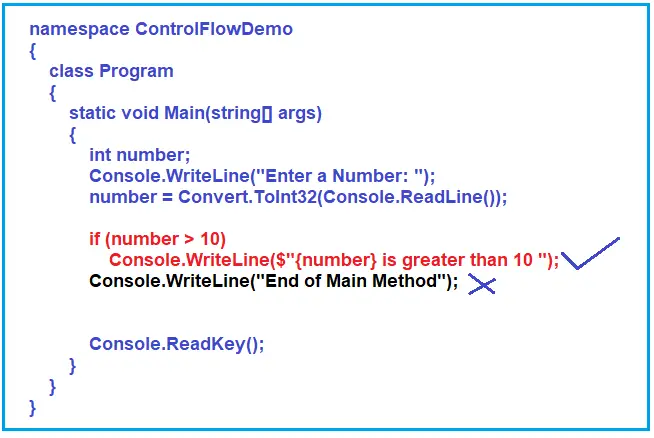 namespace ControlFlowDemo
{
class Program
{
static void Main(string[] args)
{
int number;
Console.WriteLine("Enter a Number: ");
number = Convert.ToInt32(Console.ReadLine());
if (number > 10)
Console.WriteLine($"{number} is greater than 10 ");
Console.WriteLine("End of Main Method");
Console.ReadKey();
}
}
}